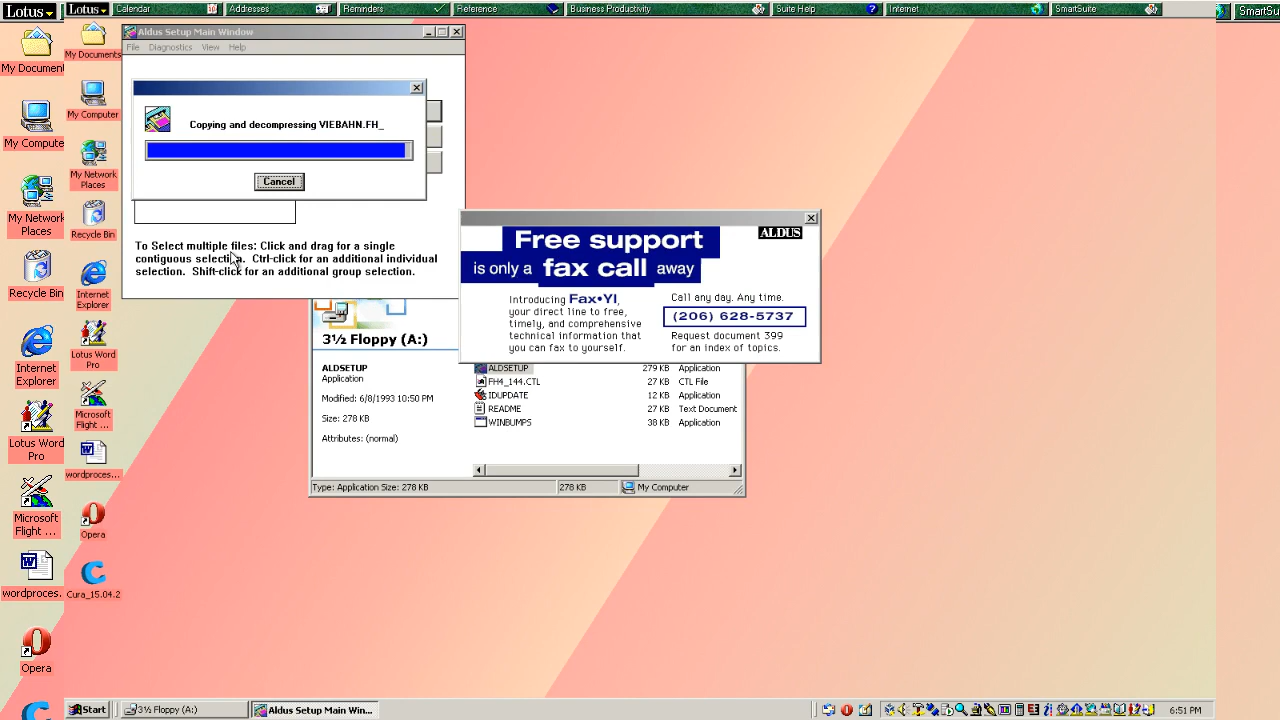 Lotus
Lotus
Calendar
Addresses
Reminders
Reference
Business Productivity
Suite Help
Internet
SmartSuite
SmartSu
My Document
My Compute
My Network
Places
Recycle Bin
Internet
Explorer
Lotus Word
Pro
Microsoft
Flight ...
wordproces.
Opera
My Documents
My Computer
My Network
Places
Recycle Bin
Internet
Explorer
Lotus Word
Pro
Microsoft
Flight ...
wordproces...
Opera
Cura_15.04.2
Aldus Setup Main Window
File Diagnostics View Help
Copying and decompressing VIEBAHN.FH_
Cancel
To Select multiple files: Click and drag for a single
contiguous selection. Ctrl-click for an additional individual
selection. Shift-click for an additional group selection.
ALDUS
Free support
is only a fax call away
Introducing Fax•YI,
your direct line to free,
timely, and comprehensive
technical information that
you can fax to yourself.
Call any day. Any time.
(206) 628-5737
Request document 399
for an index of topics.
3½ Floppy (A:)
ALDSETUP
Application
Modified: 6/8/1993 10:50 PM
Size: 278 KB
Attributes: (normal)
ALDSETUP 279 KB Application
FH4_144.CTL 27 KB CTL File
IDUPDATE 12 KB Application
README 27 KB Text Document
WINBUMPS 38 KB Application
Type: Application Size: 278 KB 278 KB My Computer
Start 3½ Floppy (A:) Aldus Setup Main Win... 6:51 PM